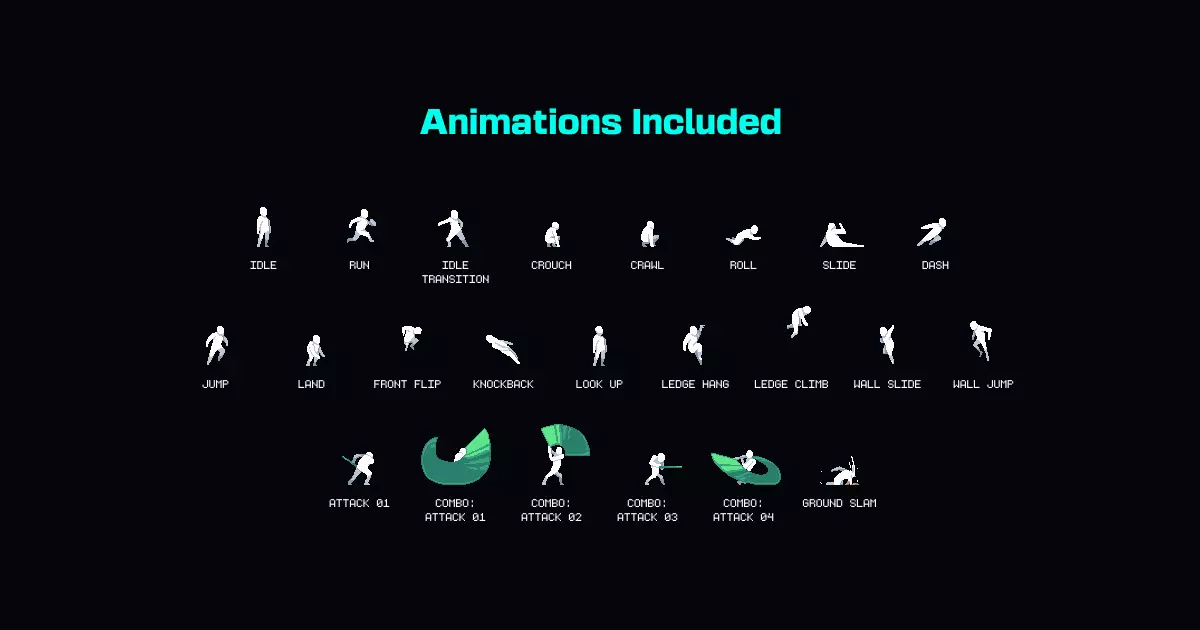 Animations Included
IDLE
RUN
IDLE
TRANSITION
CROUCH
CRAWL
ROLL
SLIDE
DASH
JUMP
LAND
FRONT FLIP
KNOCKBACK
LOOK UP
LEDGE HANG
LEDGE CLIMB
WALL SLIDE
WALL JUMP
ATTACK 01
COMBO:
ATTACK 01
COMBO:
ATTACK 02
COMBO:
ATTACK 03
COMBO:
ATTACK 04
GROUND SLAM